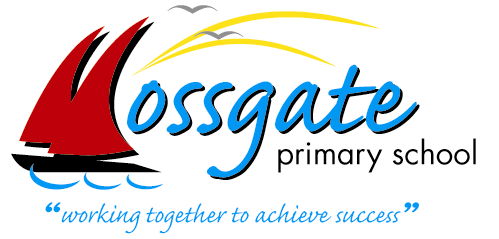 Mossgate
primary school
“working together to achieve success”